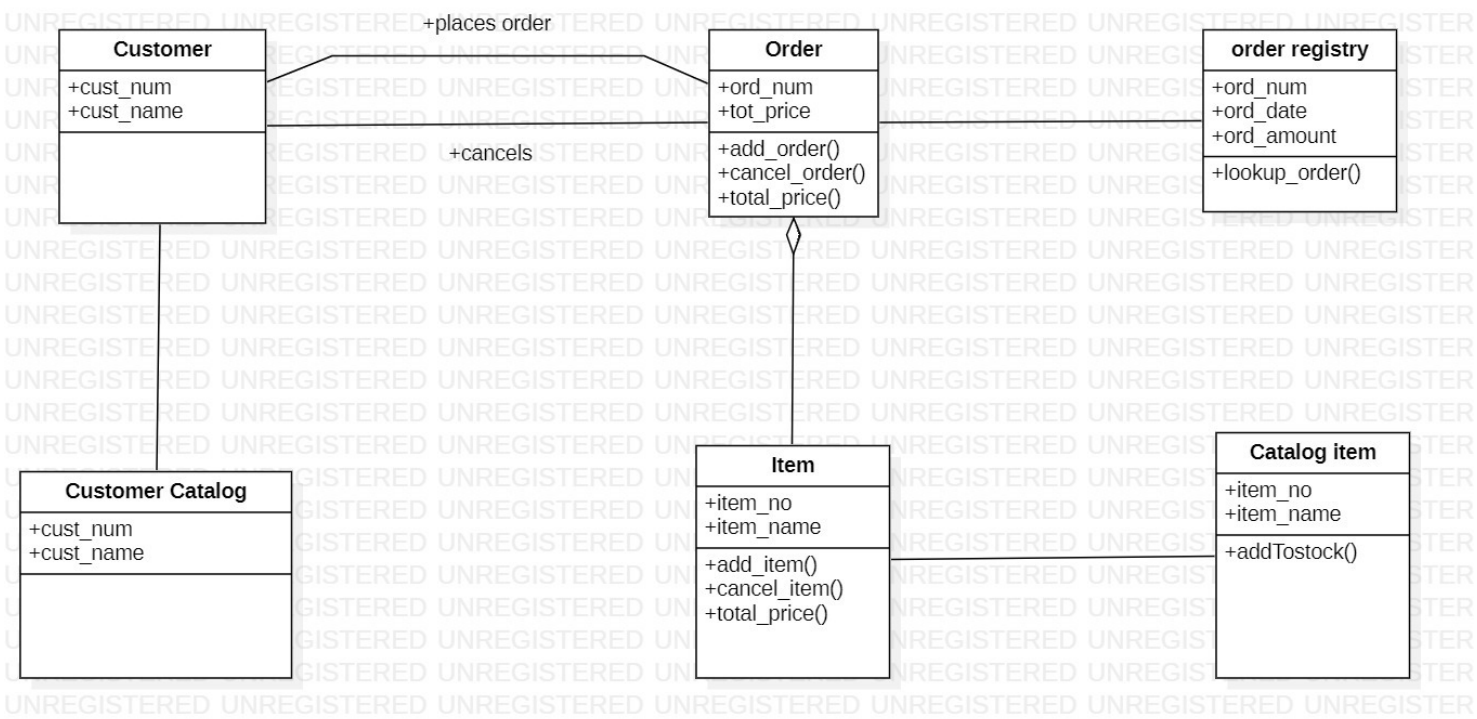 +places order
Customer
+cust_num
+cust_name
+cancels
Order
+ord_num
+tot_price
+add_order()
+cancel_order()
+total_price()
order registry
+ord_num
+ord_date
+ord_amount
+lookup_order()
Customer Catalog
+cust_num
+cust_name
Item
+item_no
+item_name
+add_item()
+cancel_item()
+total_price()
Catalog item
+item_no
+item_name
+addTostock()
UNREGISTERED